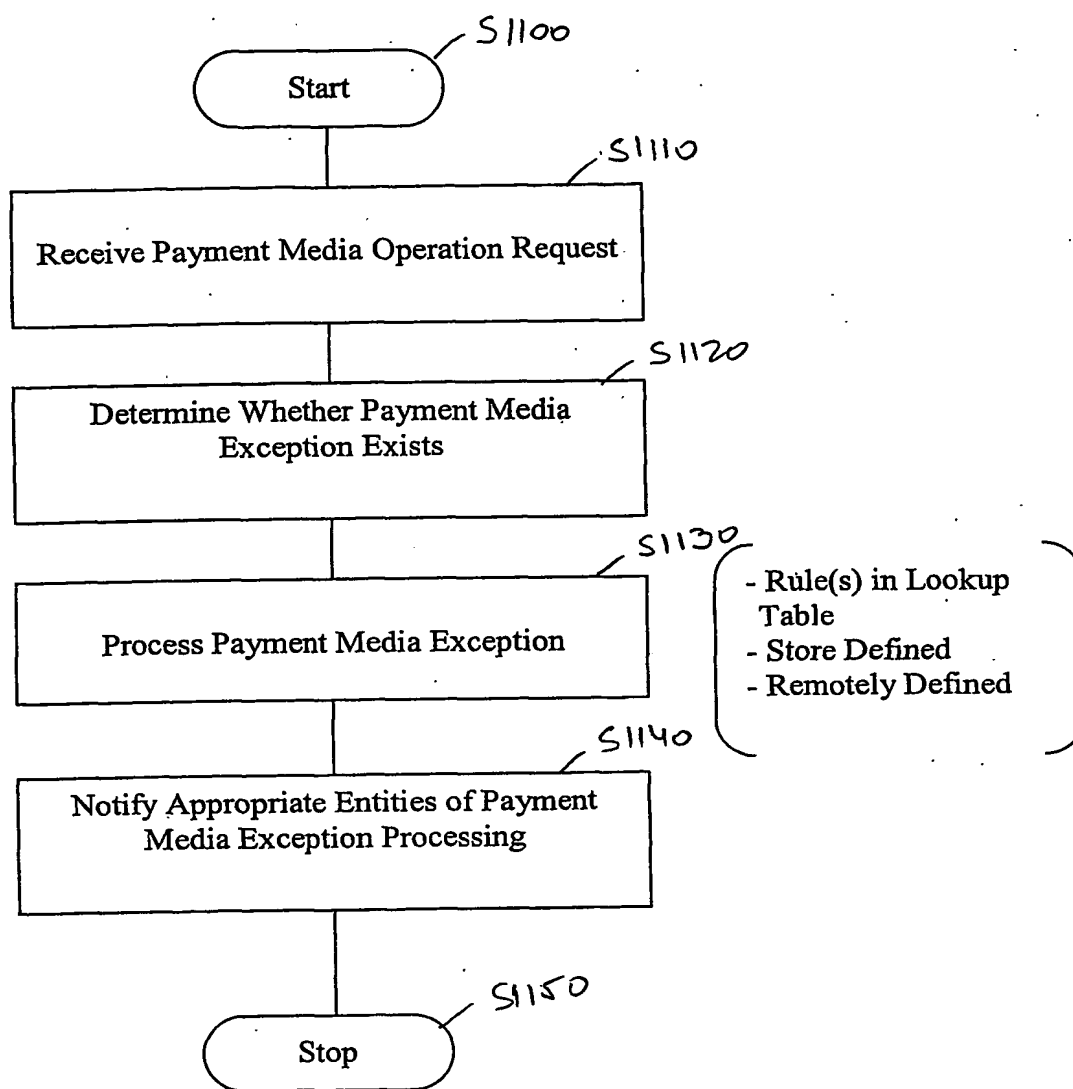 S1100
Start
S1110
Receive Payment Media Operation Request
S1120
Determine Whether Payment Media
Exception Exists
S1130
Process Payment Media Exception
- Rule(s) in Lookup
Table
- Store Defined
- Remotely Defined
S1140
Notify Appropriate Entities of Payment
Media Exception Processing
S1150
Stop